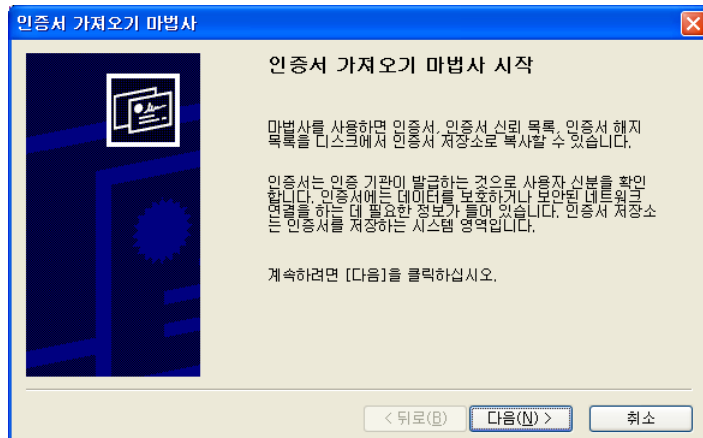 인증서 가져오기 마법사
인증서 가져오기 마법사 시작
마법사를 사용하면 인증서, 인증서 신뢰 목록, 인증서 해지
목록을 디스크에서 인증서 저장소로 복사할 수 있습니다.
인증서는 인증 기관이 발급하는 것으로 사용자 신분을 확인
합니다. 인증서에는 데이터를 보호하거나 보안된 네트워크
연결을 하는 데 필요한 정보가 들어 있습니다. 인증서 저장소
는 인증서를 저장하는 시스템 영역입니다.
계속하려면 [다음]을 클릭하십시오.
< 뒤로(B) 다음(N) > 취소